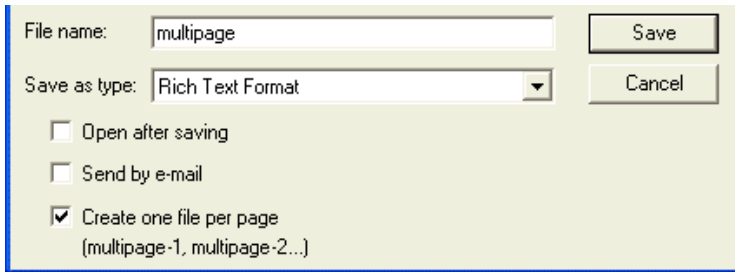 File name: multipage Save
Save as type: Rich Text Format Cancel
Open after saving
Send by e-mail
Create one file per page
(multipage-1, multipage-2...)